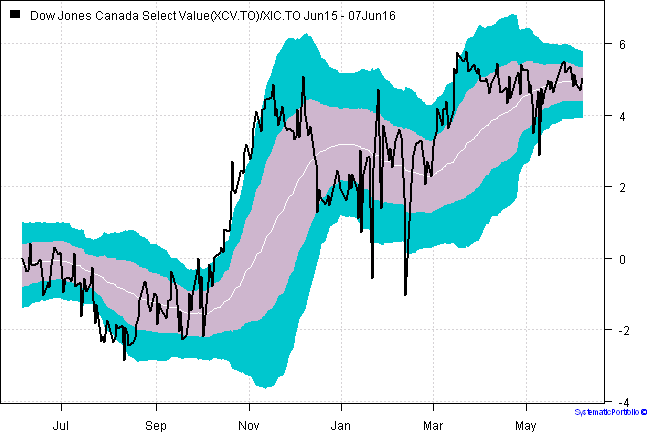 Dow Jones Canada Select Value(XCV.TO)/XIC.TO Jun15 - 07Jun16
6
4
2
0
-2
-4
SystematicPortfolio ©
Jul Sep Nov Jan Mar May